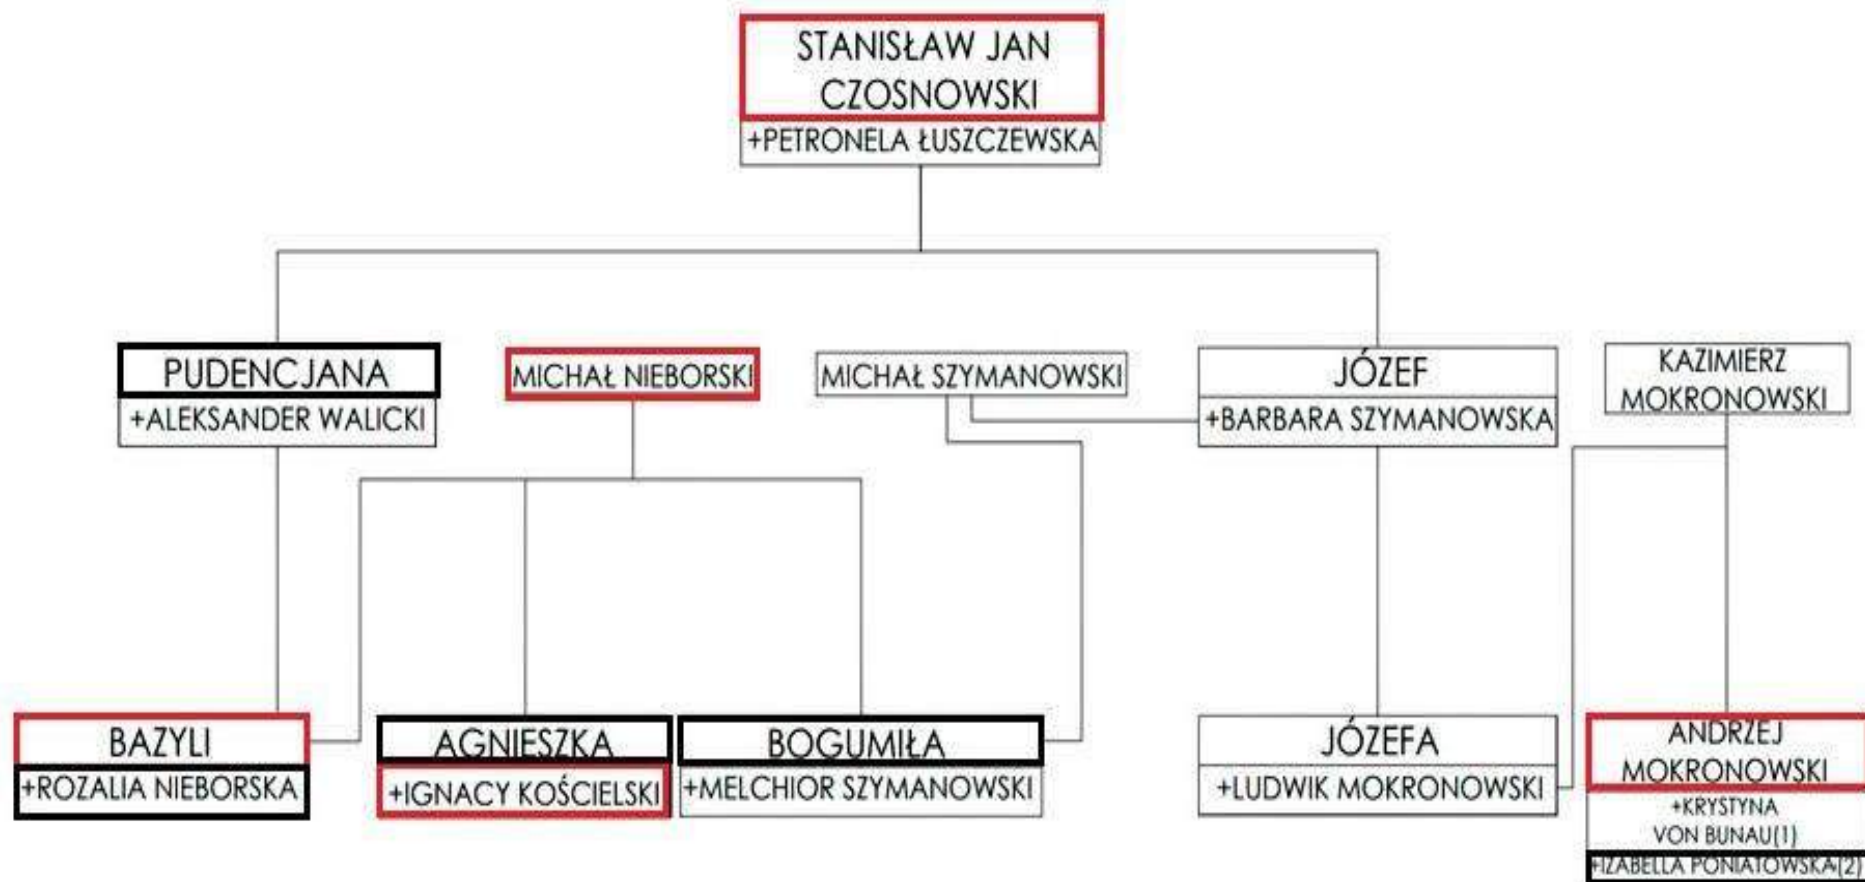 STANISŁAW JAN
CZOSNOWSKI
+PETRONELA ŁUSZCZEWSKA
PUDENCJANA
+ALEKSANDER WALICKI
MICHAŁ NIEBORSKI
MICHAŁ SZYMANOWSKI
JÓZEF
+BARBARA SZYMANOWSKA
KAZIMIERZ
MOKRONOWSKI
BAZYLI
+ROZALIA NIEBORSKA
AGNIESZKA
+IGNACY KOŚCIELSKI
BOGUMIŁA
+MELCHIOR SZYMANOWSKI
JÓZEFA
+LUDWIK MOKRONOWSKI
ANDRZEJ
MOKRONOWSKI
+KRYSTYNA
VON BUNAU(1)
+IZABELLA PONIATOWSKA(2)